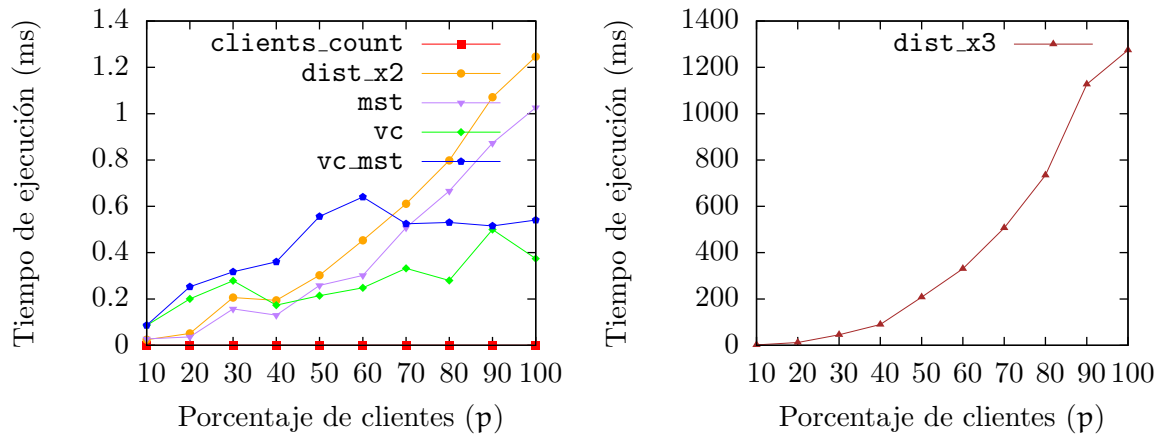 1.4
1.2
1
0.8
0.6
0.4
0.2
0
Tiempo de ejecución (ms)
clients_count
dist_x2
mst
vc
vc_mst
10 20 30 40 50 60 70 80 90 100
Porcentaje de clientes (p)
1400
1200
1000
800
600
400
200
0
Tiempo de ejecución (ms)
dist_x3
10 20 30 40 50 60 70 80 90 100
Porcentaje de clientes (p)